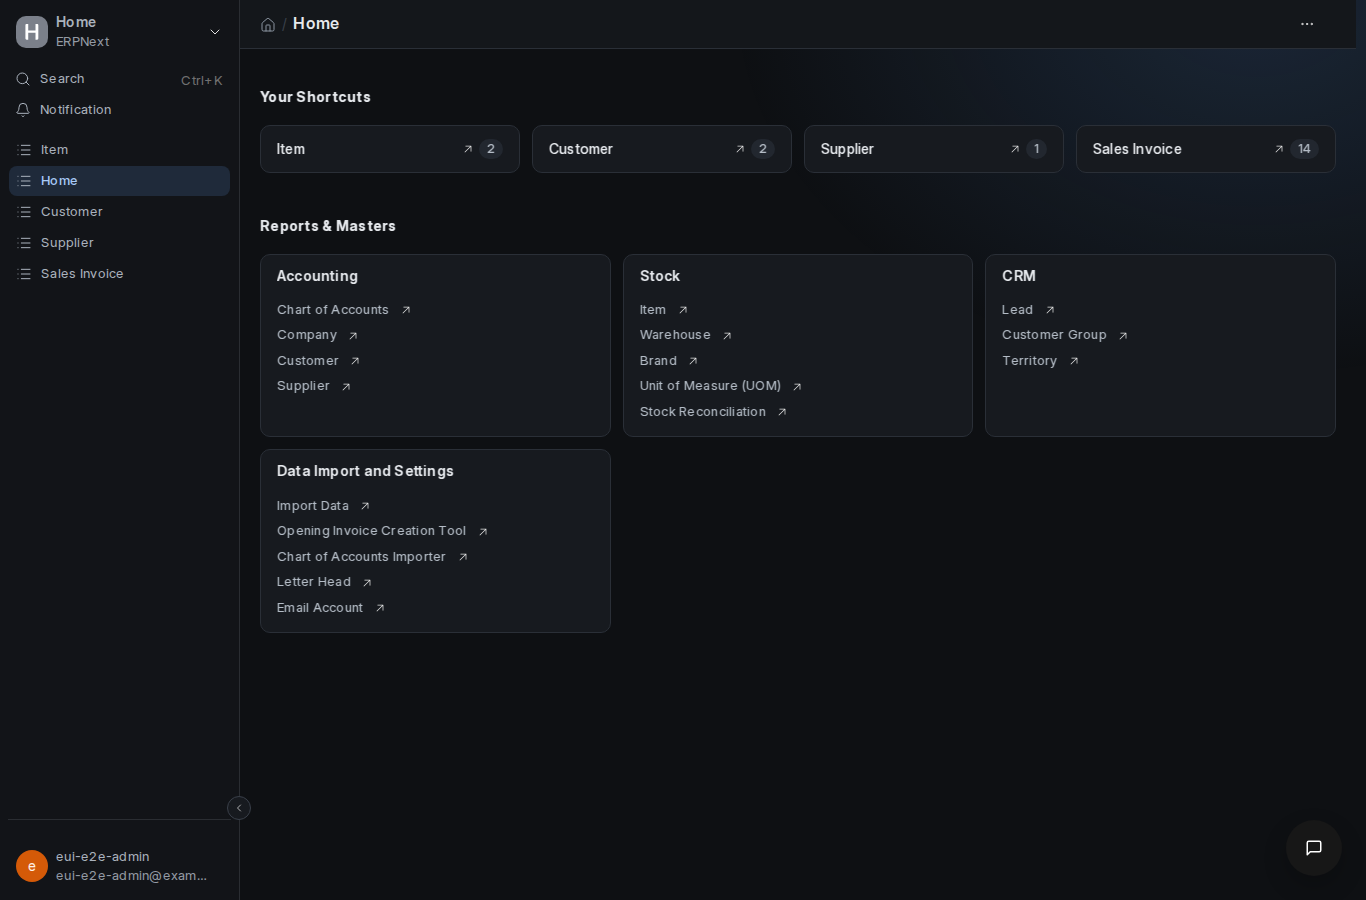 H
Home
ERPNext
Search
Ctrl+K
Notification
Item
Home
Customer
Supplier
Sales Invoice
eui-e2e-admin
e
eui-e2e-admin@exam...
/ Home
Your Shortcuts
Item 2
Customer 2
Supplier 1
Sales Invoice 14
Reports & Masters
Accounting
Chart of Accounts
Company
Customer
Supplier
Stock
Item
Warehouse
Brand
Unit of Measure (UOM)
Stock Reconciliation
CRM
Lead
Customer Group
Territory
Data Import and Settings
Import Data
Opening Invoice Creation Tool
Chart of Accounts Importer
Letter Head
Email Account